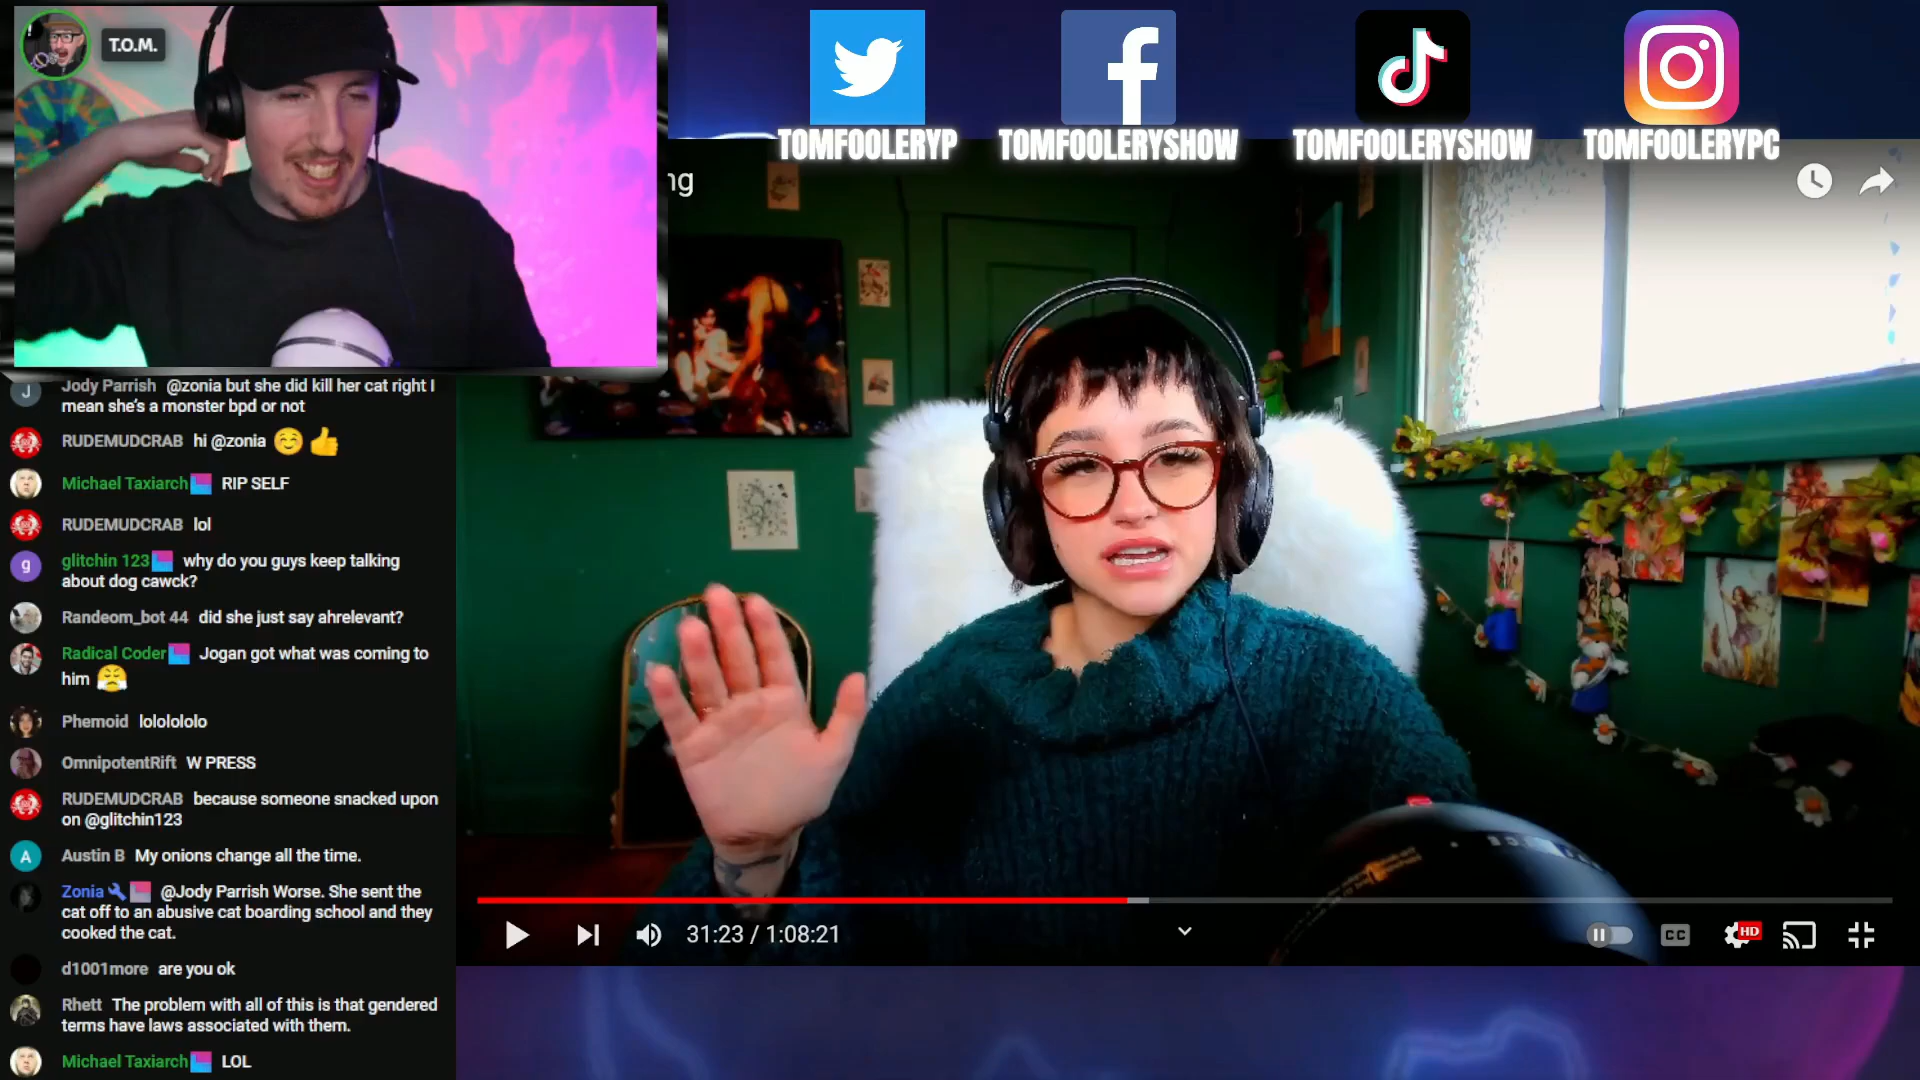 T.O.M.
TOMFOOLERYP
TOMFOOLERYSHOW
TOMFOOLERYSHOW
TOMFOOLERYPC
ng
J
Jody Parrish @zonia but she did kill her cat right I
mean she's a monster bpd or not
RUDEMUDCRAB hi @zonia ☺️ 👍
Michael Taxiarch RIP SELF
RUDEMUDCRAB lol
g
glitchin 123 why do you guys keep talking
about dog cawck?
Randeom_bot 44 did she just say ahrelevant?
Radical Coder Jogan got what was coming to
him 😤
Phemoid lolololo
OmnipotentRift W PRESS
RUDEMUDCRAB because someone snacked upon
on @glitchin123
A
Austin B My onions change all the time.
Zonia @Jody Parrish Worse. She sent the
cat off to an abusive cat boarding school and they
cooked the cat.
d1001more are you ok
Rhett The problem with all of this is that gendered
terms have laws associated with them.
Michael Taxiarch LOL
31:23 / 1:08:21
CC
HD